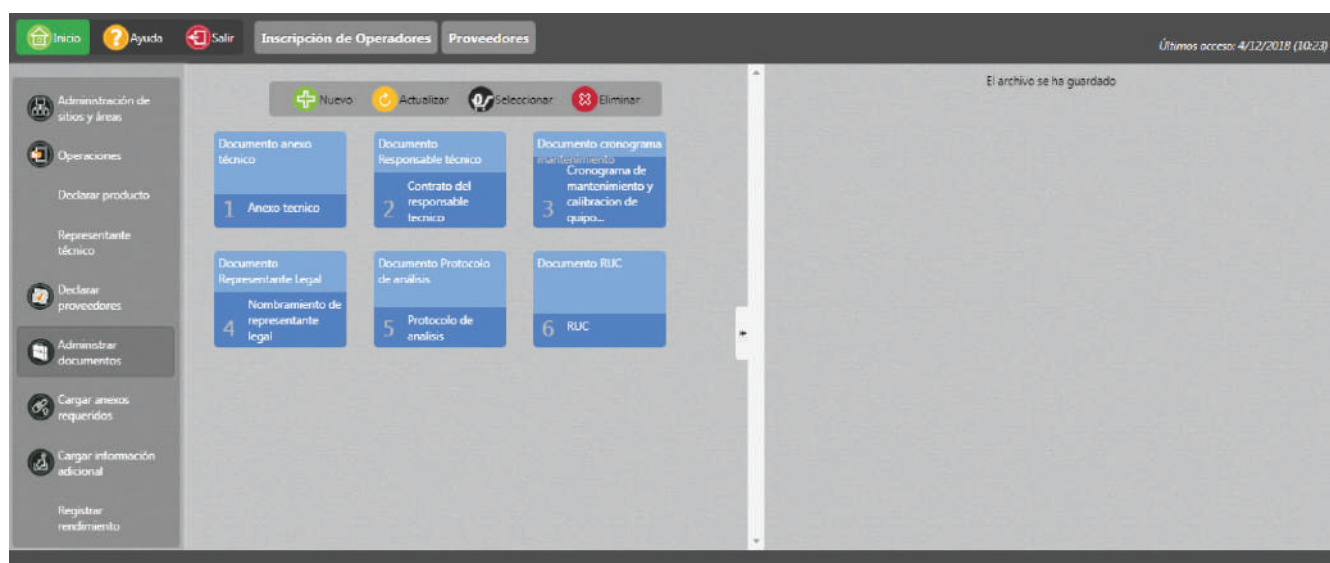 Inicio
Ayuda
Salir
Inscripción de Operadores
Proveedores
Últimos acceso: 4/12/2018 (10:23)
Administración de
sitios y áreas
Operaciones
Declarar producto
Representante
técnico
Declarar
proveedores
Administrar
documentos
Cargar anexos
requeridos
Cargar información
adicional
Registrar
rendimiento
Nuevo
Actualizar
Seleccionar
Eliminar
Documento anexo
técnico
1 Anexo tecnico
Documento
Responsable técnico
2 Contrato del
responsable
tecnico
Documento cronograma
mantenimiento
3 Cronograma de
mantenimiento y
calibracion de
quipo...
Documento
Representante Legal
4 Nombramiento de
representante
legal
Documento Protocolo
de análisis
5 Protocolo de
analisis
Documento RUC
6 RUC
El archivo se ha guardado